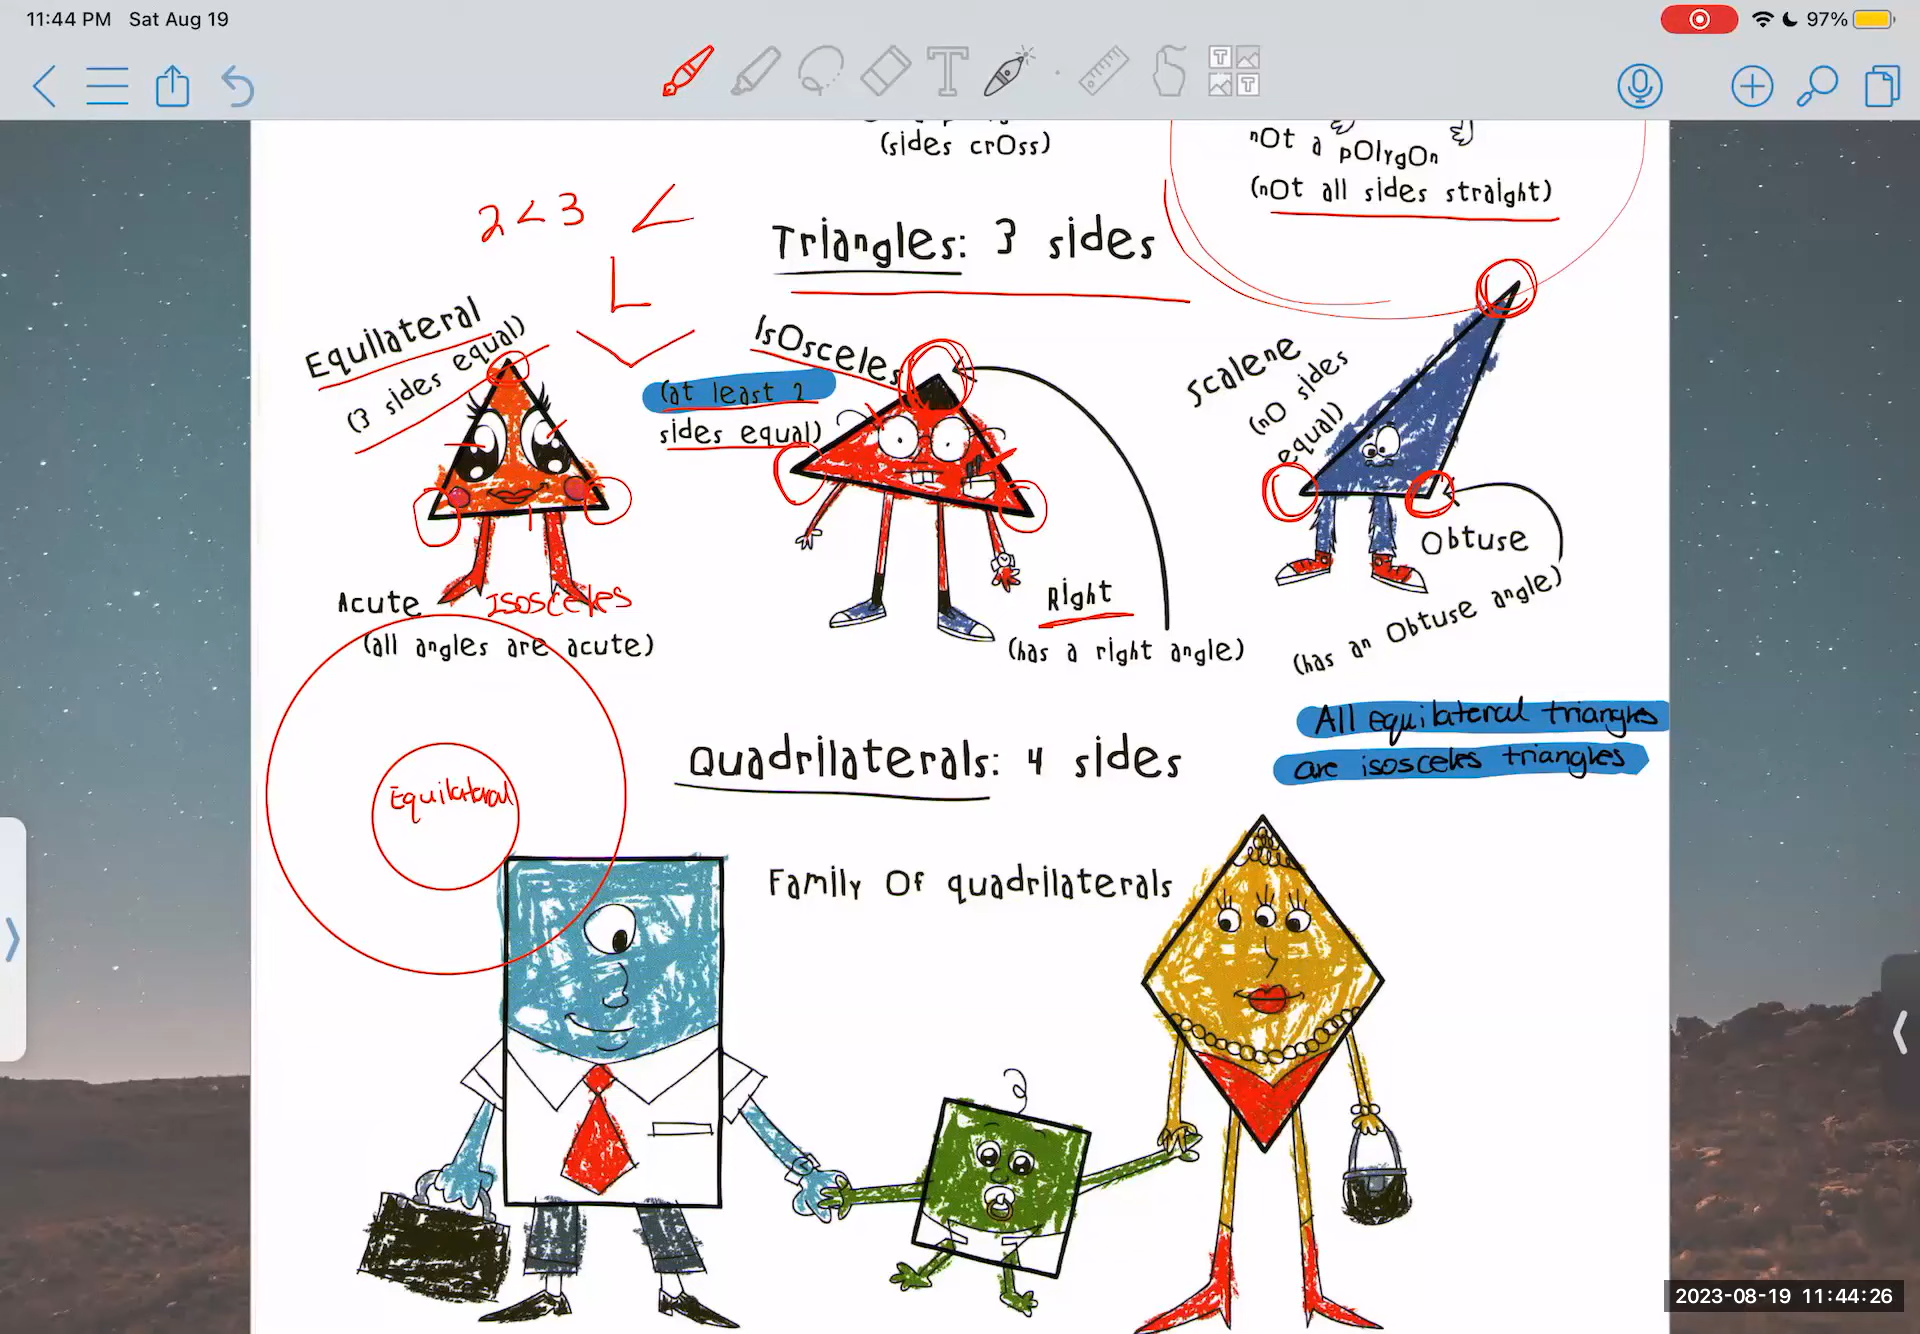 11:44 PM Sat Aug 19
97%
(sides crOss)
nOt a pOlygOn
(nOt all sides straight)
2<3 <
Triangles: 3 sides
Equilateral
(3 sides equal)
IsOsceles
(at least 2
sides equal)
Scalene
(nO sides
equal)
Acute
Isosceles
(all angles are acute)
Right
(has a right angle)
Obtuse
(has an Obtuse angle)
All equilateral triangles
are isosceles triangles
Quadrilaterals: 4 sides
Equilateral
Family Of quadrilaterals
2023-08-19 11:44:26